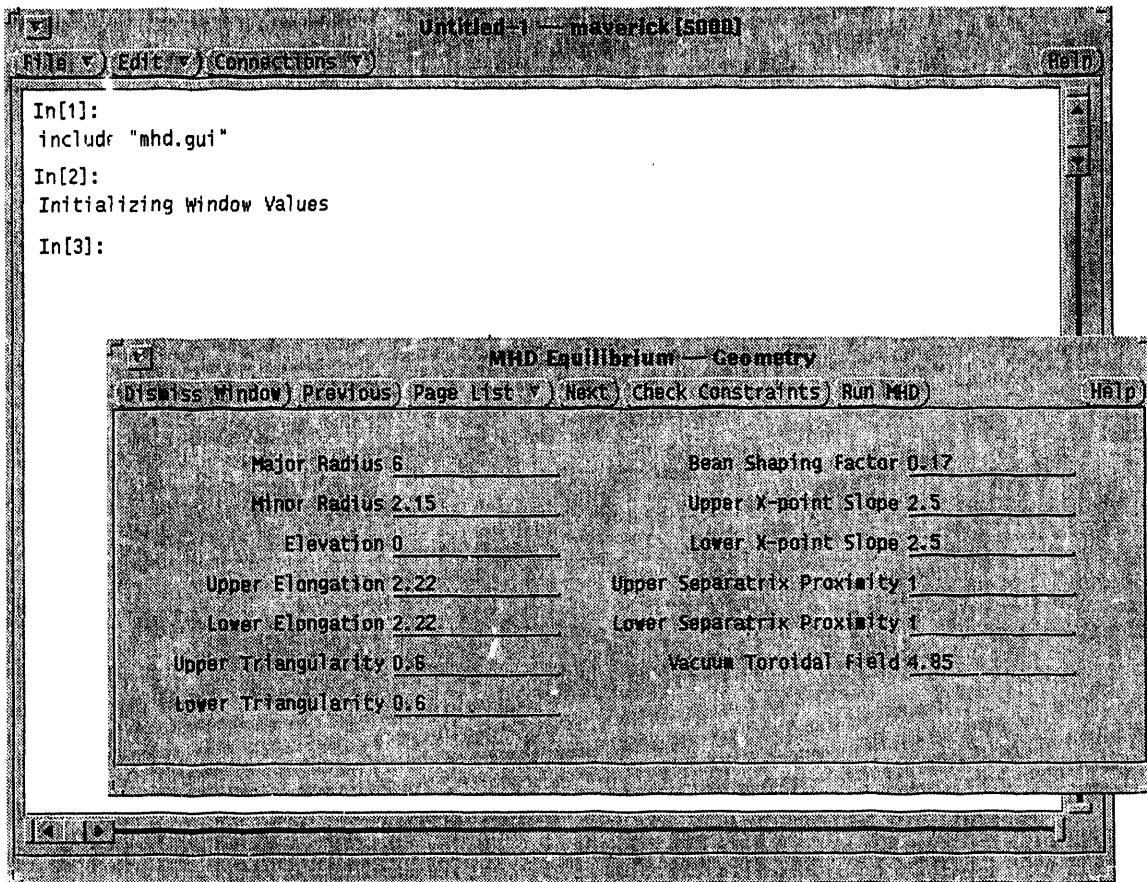 Untitled-1 — maverick [5000]
File Edit Connections Help
In[1]:
include "mhd.gui"
In[2]:
Initializing Window Values
In[3]:
MHD Equilibrium — Geometry
Dismiss Window Previous Page List Next Check Constraints Run MHD Help
Major Radius 6
Bean Shaping Factor 0.17
Minor Radius 2.15
Upper X-point Slope 2.5
Elevation 0
Lower X-point Slope 2.5
Upper Elongation 2.22
Upper Separatrix Proximity 1
Lower Elongation 2.22
Lower Separatrix Proximity 1
Upper Triangularity 0.6
Vacuum Toroidal Field 4.85
Lower Triangularity 0.6